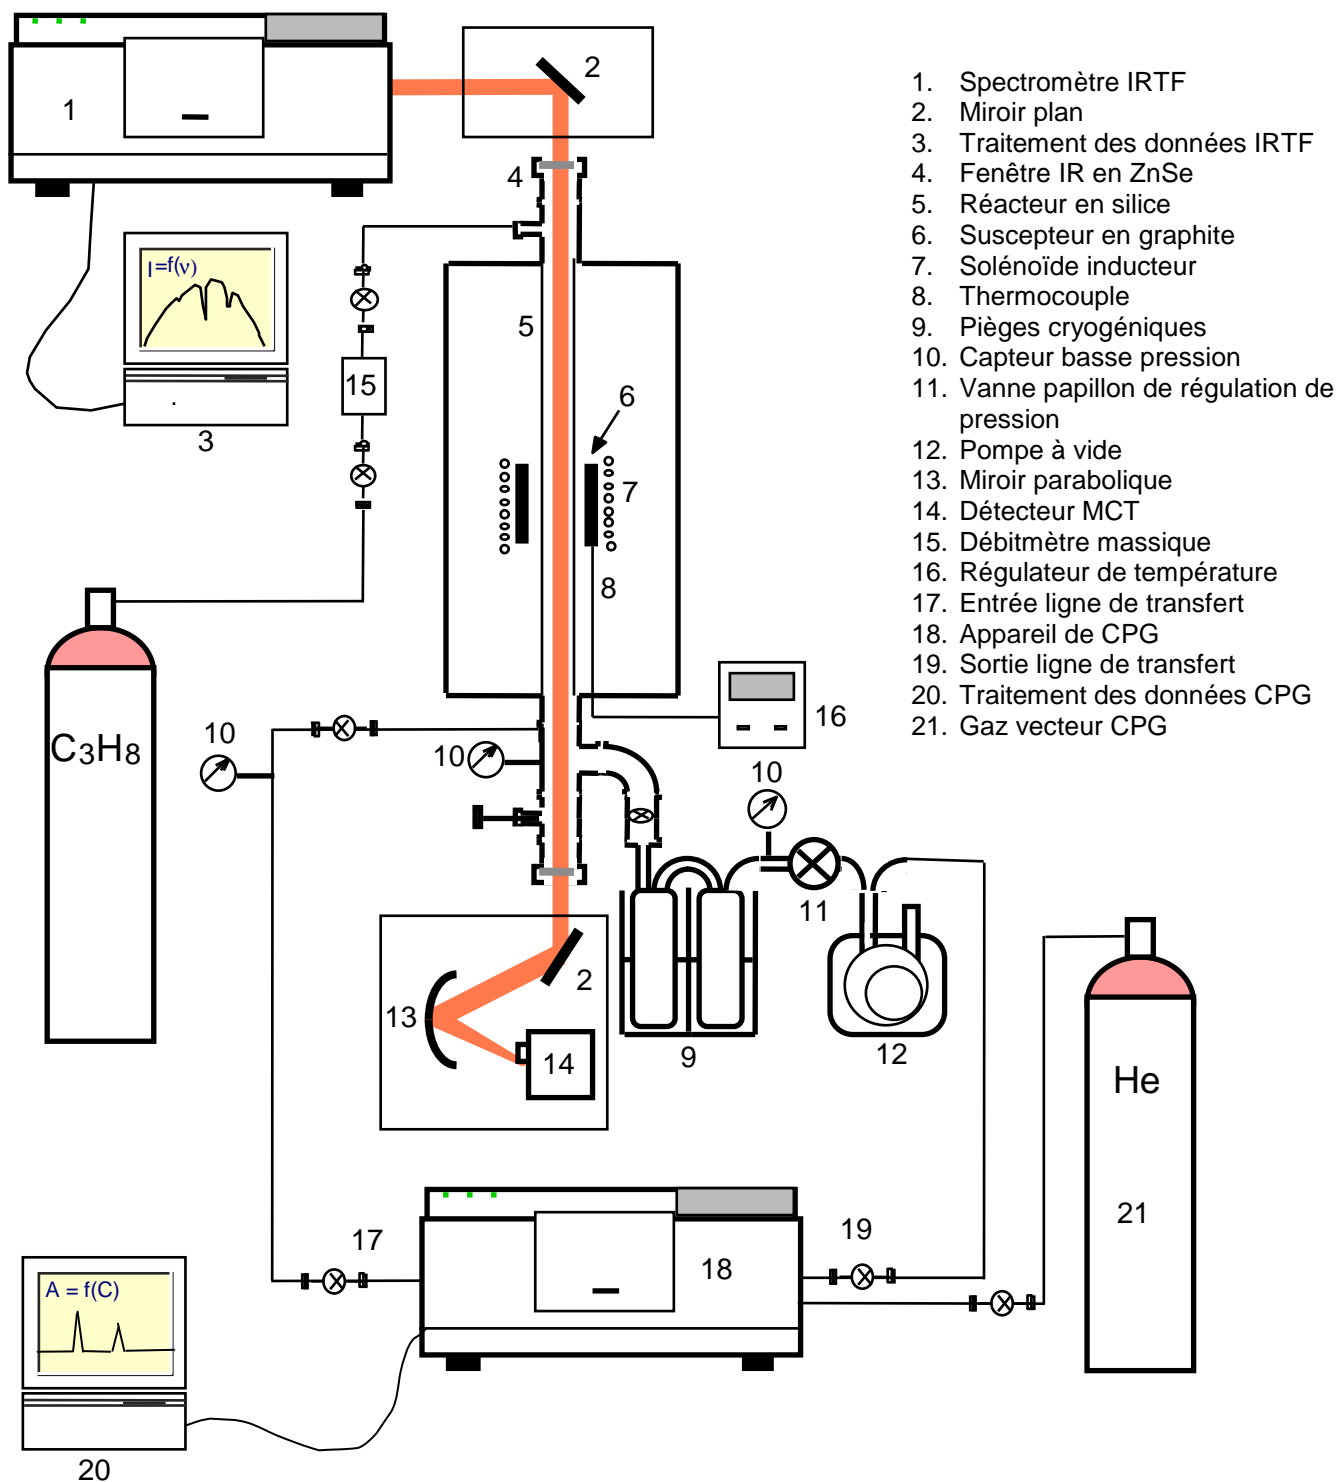 1
2
1. Spectromètre IRTF
2. Miroir plan
3. Traitement des données IRTF
4. Fenêtre IR en ZnSe
5. Réacteur en silice
6. Suscepteur en graphite
7. Solénoïde inducteur
8. Thermocouple
9. Pièges cryogéniques
10. Capteur basse pression
11. Vanne papillon de régulation de
pression
12. Pompe à vide
13. Miroir parabolique
14. Détecteur MCT
15. Débitmètre massique
16. Régulateur de température
17. Entrée ligne de transfert
18. Appareil de CPG
19. Sortie ligne de transfert
20. Traitement des données CPG
21. Gaz vecteur CPG
4
I=f(ν)
5
15
6
3
7
8
16
C3H8
10
10
10
11
2
13
14
9
12
He
21
17
19
18
A = f(C)
20